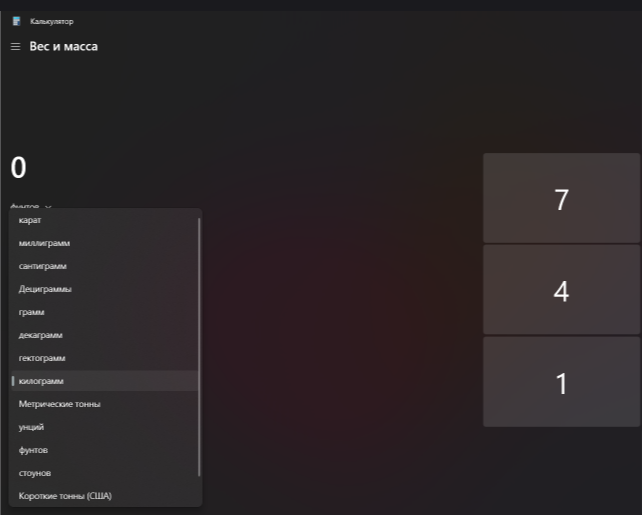 Калькулятор
Вес и масса
0
фунтов
карат
миллиграмм
сантиграмм
Дециграммы
грамм
декаграмм
гектограмм
килограмм
Метрические тонны
унций
фунтов
стоунов
Короткие тонны (США)
7
4
1